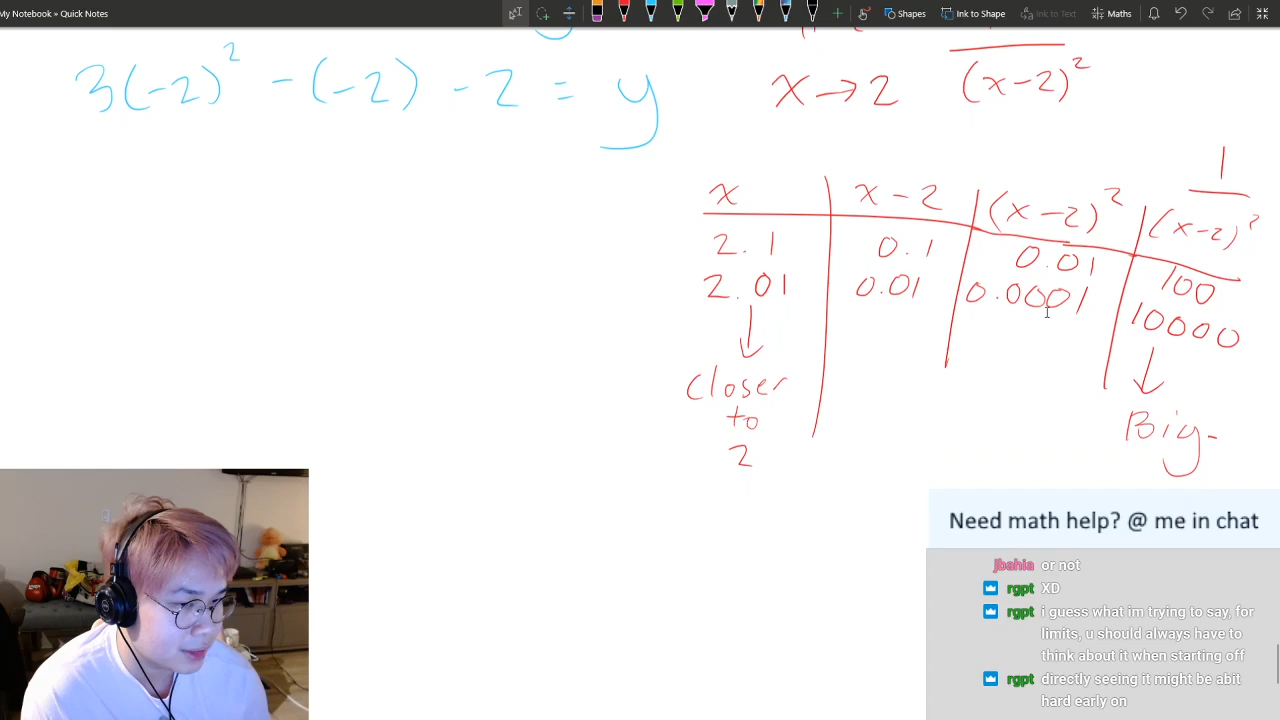 My Notebook » Quick Notes
Shapes
Ink to Shape
Ink to Text
Maths
3(-2)² - (-2) - 2 = y
x→2
(x-2)²
1
x | x-2 | (x-2)² | (x-2)²
2.1 | 0.1 | 0.01 | 100
2.01 | 0.01 | 0.0001 | 10000
↓ ↓
Closer
to
2
Big-
Need math help? @ me in chat
jbahia or not
rgpt XD
rgpt i guess what im trying to say, for
limits, u should always have to
think about it when starting off
rgpt directly seeing it might be abit
hard early on